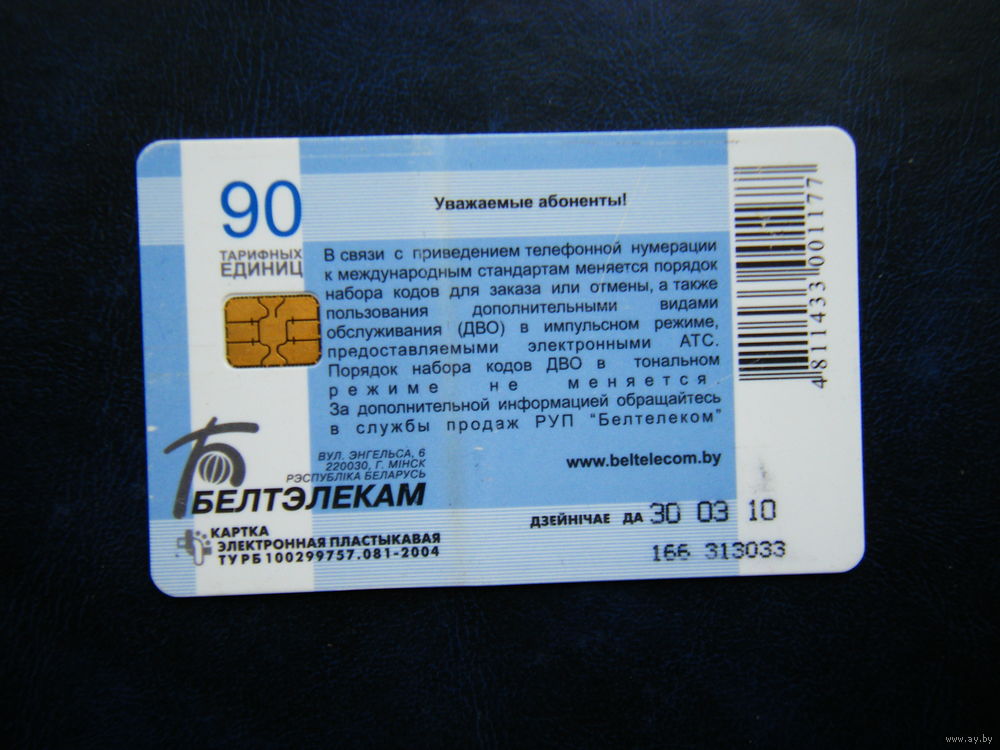 90
ТАРИФНЫХ
ЕДИНИЦ
Уважаемые абоненты!
В связи с приведением телефонной нумерации
к международным стандартам меняется порядок
набора кодов для заказа или отмены, а также
пользования дополнительными видами
обслуживания (ДВО) в импульсном режиме,
предоставляемыми электронными АТС.
Порядок набора кодов ДВО в тональном
режиме не меняется.
За дополнительной информацией обращайтесь
в службы продаж РУП "Белтелеком"
www.beltelecom.by
4811433001177
ВУЛ. ЭНГЕЛЬСА, 6
220030, Г. МІНСК
РЭСПУБЛІКА БЕЛАРУСЬ
БЕЛТЭЛЕКАМ
КАРТКА
ЭЛЕКТРОННАЯ ПЛАСТЫКАВАЯ
ТУ РБ 100299757.081-2004
ДЗЕЙНІЧАЕ ДА 30 03 10
166 313033
www.ay.by